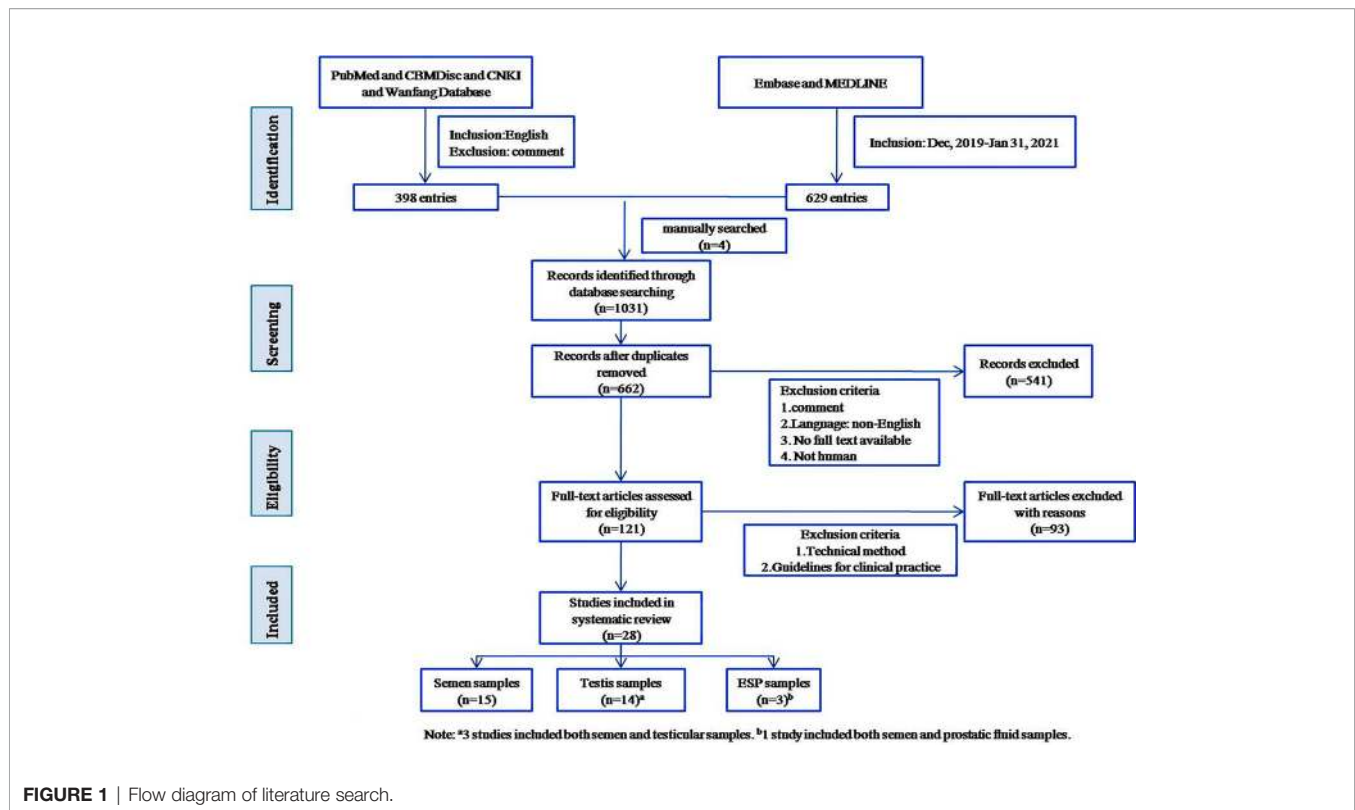 PubMed and CBMDisc and CNKI
and Wanfang Database
Embase and MEDLINE
Identification
Inclusion:English
Exclusion: comment
Inclusion: Dec, 2019-Jan 31, 2021
398 entries
629 entries
manually searched
(n=4)
Records identified through
database searching
(n=1031)
Screening
Records after duplicates
removed
(n=662)
Records excluded
(n=541)
Exclusion criteria
1.comment
2.Language: non-English
3. No full text available
4. Not human
Eligibility
Full-text articles assessed
for eligibility
(n=121)
Full-text articles excluded
with reasons
(n=93)
Exclusion criteria
1.Technical method
2.Guidelines for clinical practice
Included
Studies included in
systematic review
(n=28)
Semen samples
(n=15)
Testis samples
(n=14)ᵃ
ESP samples
(n=3)ᵇ
Note: ᵃ3 studies included both semen and testicular samples. ᵇ1 study included both semen and prostatic fluid samples.
FIGURE 1 | Flow diagram of literature search.